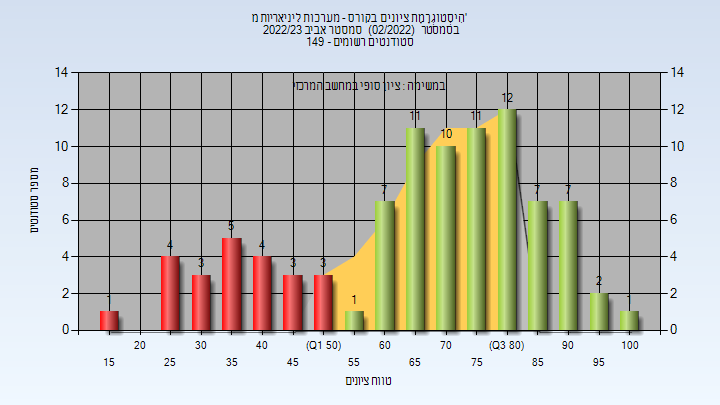 היסטוגרמת ציונים בקורס - מערכות ליניאריות מ'
בסמסטר (02/2022) סמסטר אביב 2022/23
סטודנטים רשומים - 149
במשימה : ציון סופי במחשב המרכזי
מספר סטודנטים
14 12 10 8 6 4 2 0
1 4 3 5 4 3 3 1 7 11 10 11 12 7 7 2 1
14 12 10 8 6 4 2 0
20 30 40 (Q1 50) 60 70 (Q3 80) 90 100
15 25 35 45 55 65 75 85 95
טווח ציונים